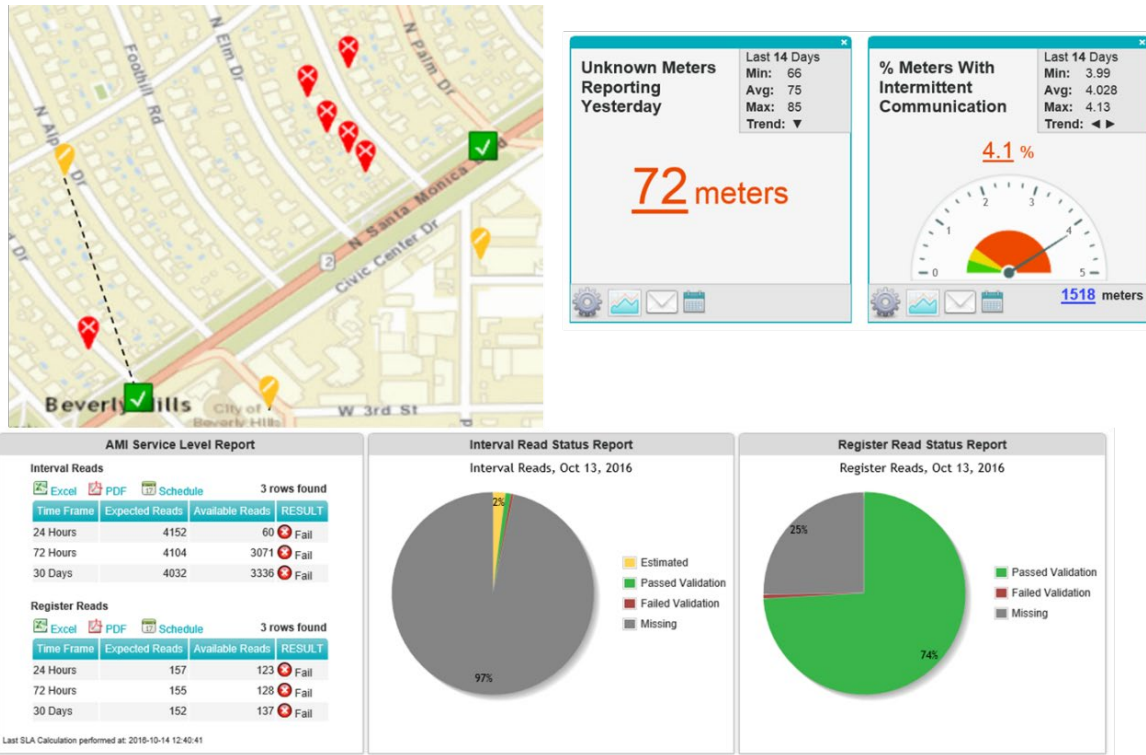 Foothill Rd
N Elm Dr
N Palm Dr
N Alp
Dr
N Santa Monica
2
Civic Center Dr
Beverly Hills
City of
Beverly Hills
W 3rd St
Unknown Meters
Reporting
Yesterday
Last 14 Days
Min: 66
Avg: 75
Max: 85
Trend: ▼
72 meters
% Meters With
Intermittent
Communication
Last 14 Days
Min: 3.99
Avg: 4.028
Max: 4.13
Trend: ◄ ►
4.1 %
0 1 2 3 4 5
1518 meters
AMI Service Level Report
Interval Reads
Excel PDF Schedule 3 rows found
Time Frame Expected Reads Available Reads RESULT
24 Hours 4152 60 Fail
72 Hours 4104 3071 Fail
30 Days 4032 3336 Fail
Register Reads
Excel PDF Schedule 3 rows found
Time Frame Expected Reads Available Reads RESULT
24 Hours 157 123 Fail
72 Hours 155 128 Fail
30 Days 152 137 Fail
Last SLA Calculation performed at: 2016-10-14 12:40:41
Interval Read Status Report
Interval Reads, Oct 13, 2016
2%
97%
Estimated
Passed Validation
Failed Validation
Missing
Register Read Status Report
Register Reads, Oct 13, 2016
25%
74%
Passed Validation
Failed Validation
Missing